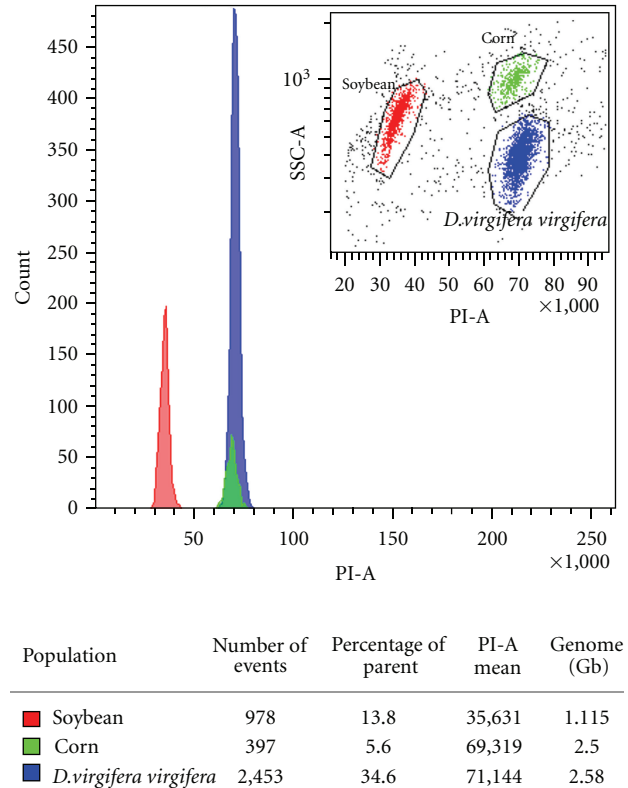 450
400
350
300
250
200
150
100
50
0
Count
50
100
150
200
250
×1,000
PI-A
Corn
Soybean
10³
SSC-A
D.virgifera virgifera
20 30 40 50 60 70 80 90
×1,000
PI-A
Population Number of events Percentage of parent PI-A mean Genome (Gb)
Soybean 978 13.8 35,631 1.115
Corn 397 5.6 69,319 2.5
D.virgifera virgifera 2,453 34.6 71,144 2.58